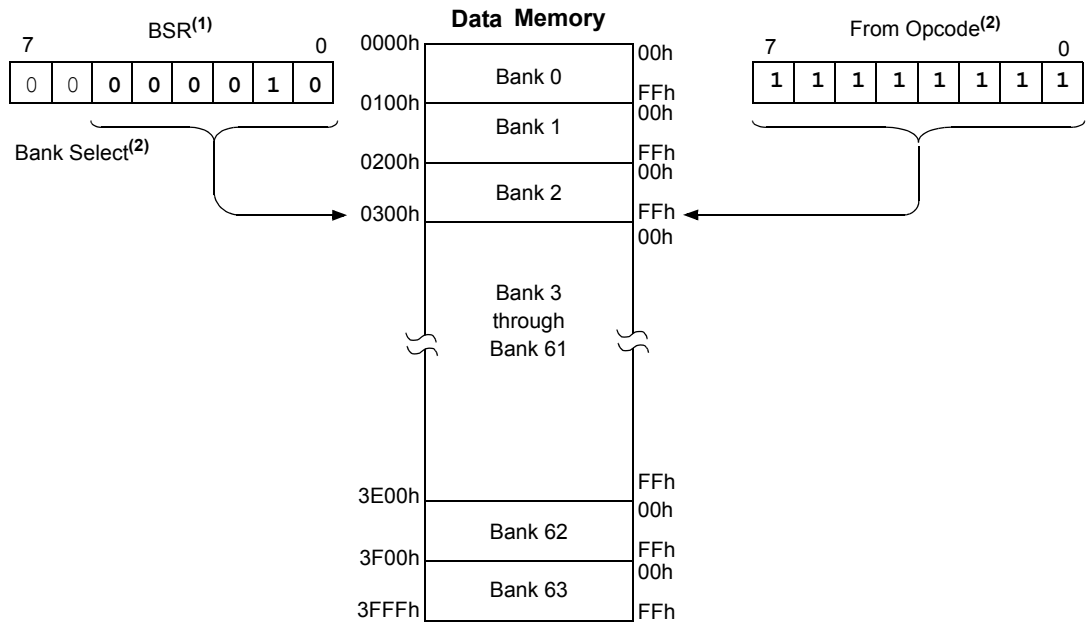 Data Memory
BSR(1)
7 0
0 0 0 0 0 0 1 0
Bank Select(2)
From Opcode(2)
7 0
1 1 1 1 1 1 1 1
0000h
00h
Bank 0
FFh
0100h
00h
Bank 1
FFh
0200h
00h
Bank 2
FFh
0300h
00h
Bank 3
through
Bank 61
FFh
3E00h
00h
Bank 62
FFh
3F00h
00h
Bank 63
3FFFh
FFh